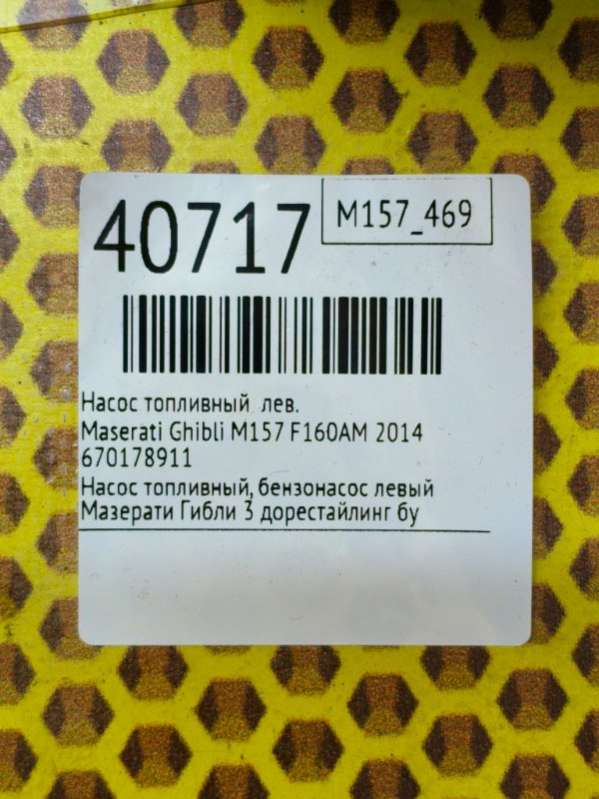 40717
M157_469
Насос топливный лев.
Maserati Ghibli M157 F160AM 2014
670178911
Насос топливный, бензонасос левый
Мазерати Гибли 3 дорестайлинг бу